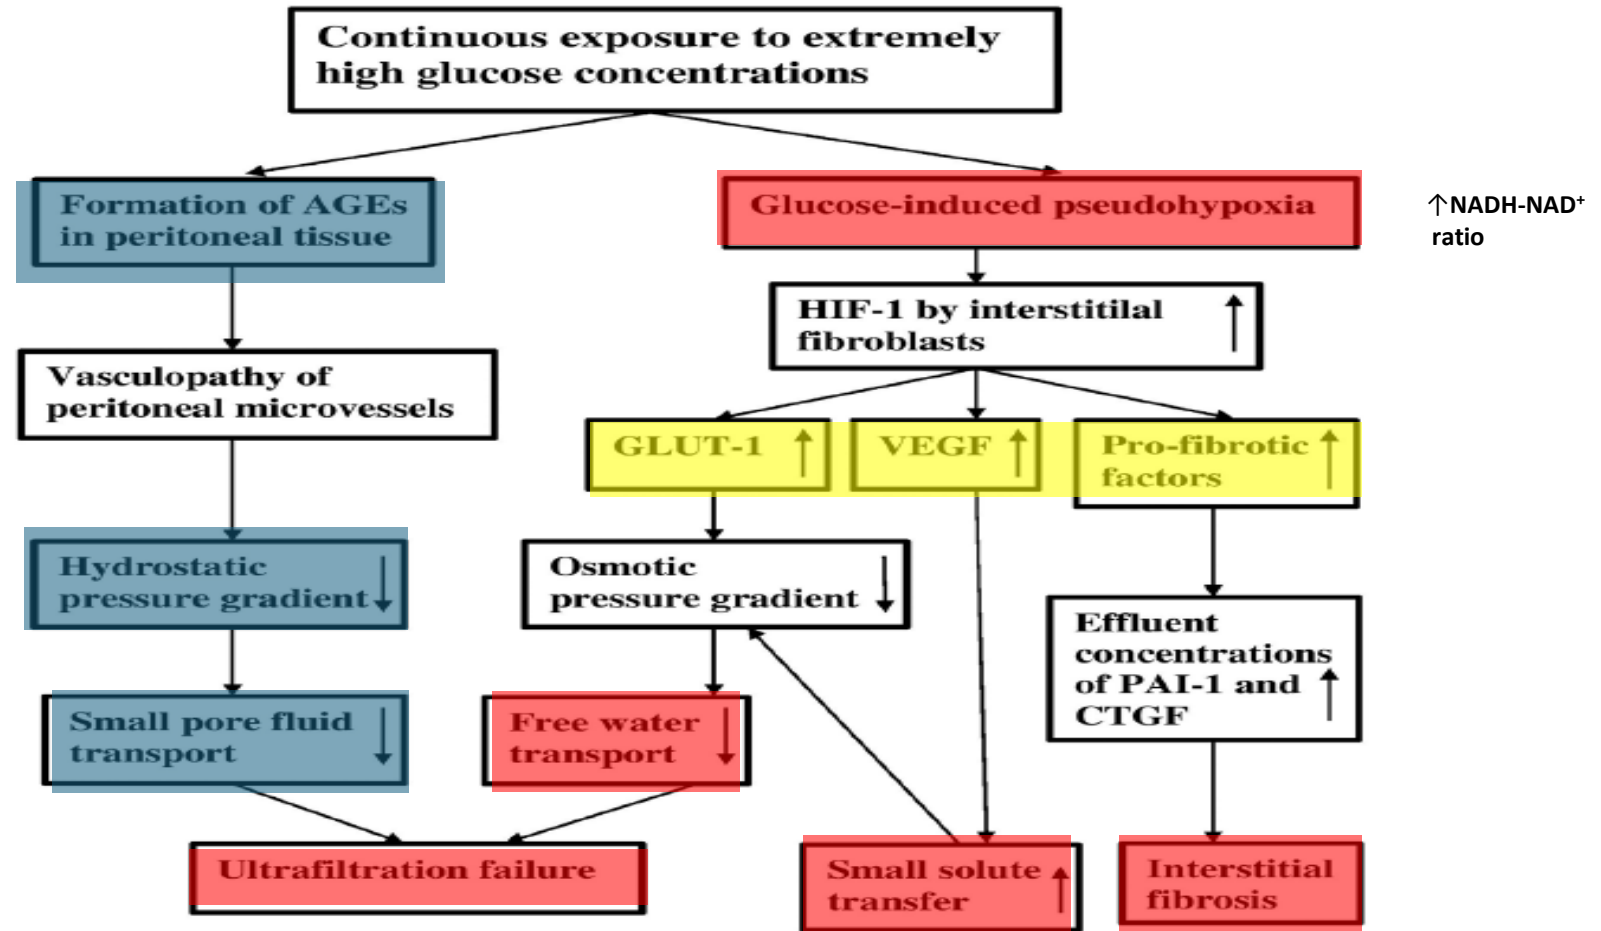 Continuous exposure to extremely
high glucose concentrations
Formation of AGEs
in peritoneal tissue
Glucose-induced pseudohypoxia
↑NADH-NAD⁺
ratio
HIF-1 by interstitilal ↑
fibroblasts
Vasculopathy of
peritoneal microvessels
GLUT-1 ↑
VEGF ↑
Pro-fibrotic ↑
factors
Hydrostatic
pressure gradient ↓
Osmotic
pressure gradient ↓
Effluent
concentrations
of PAI-1 and ↑
CTGF
Small pore fluid
transport ↓
Free water
transport ↓
Ultrafiltration failure
Small solute
transfer ↑
Interstitial
fibrosis